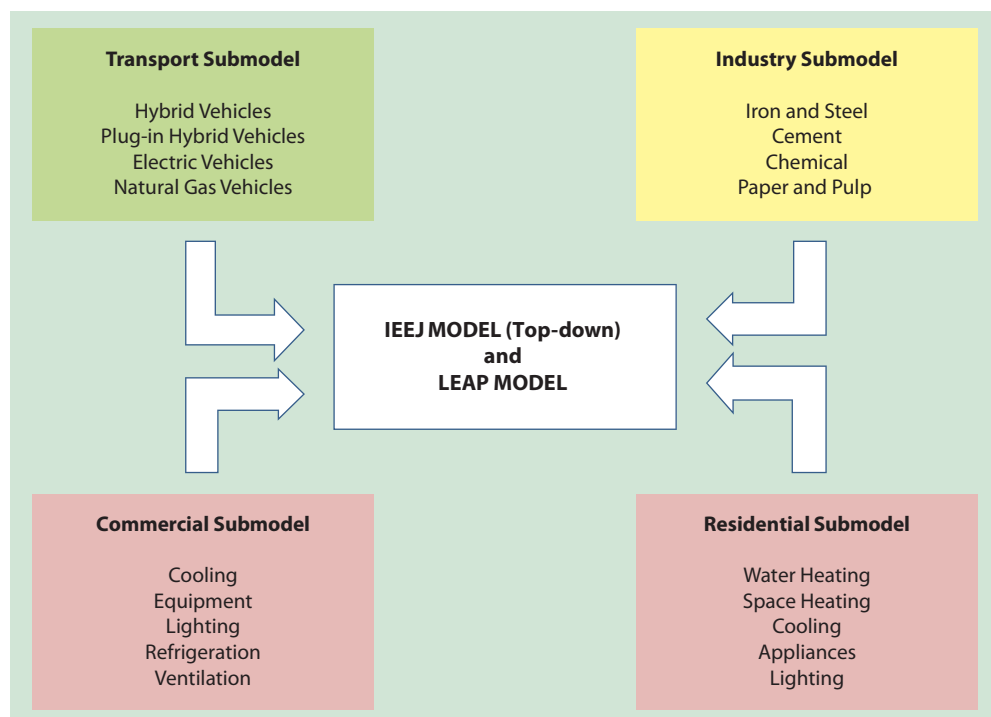 Transport Submodel
Hybrid Vehicles
Plug-in Hybrid Vehicles
Electric Vehicles
Natural Gas Vehicles
Industry Submodel
Iron and Steel
Cement
Chemical
Paper and Pulp
IEEJ MODEL (Top-down)
and
LEAP MODEL
Commercial Submodel
Cooling
Equipment
Lighting
Refrigeration
Ventilation
Residential Submodel
Water Heating
Space Heating
Cooling
Appliances
Lighting